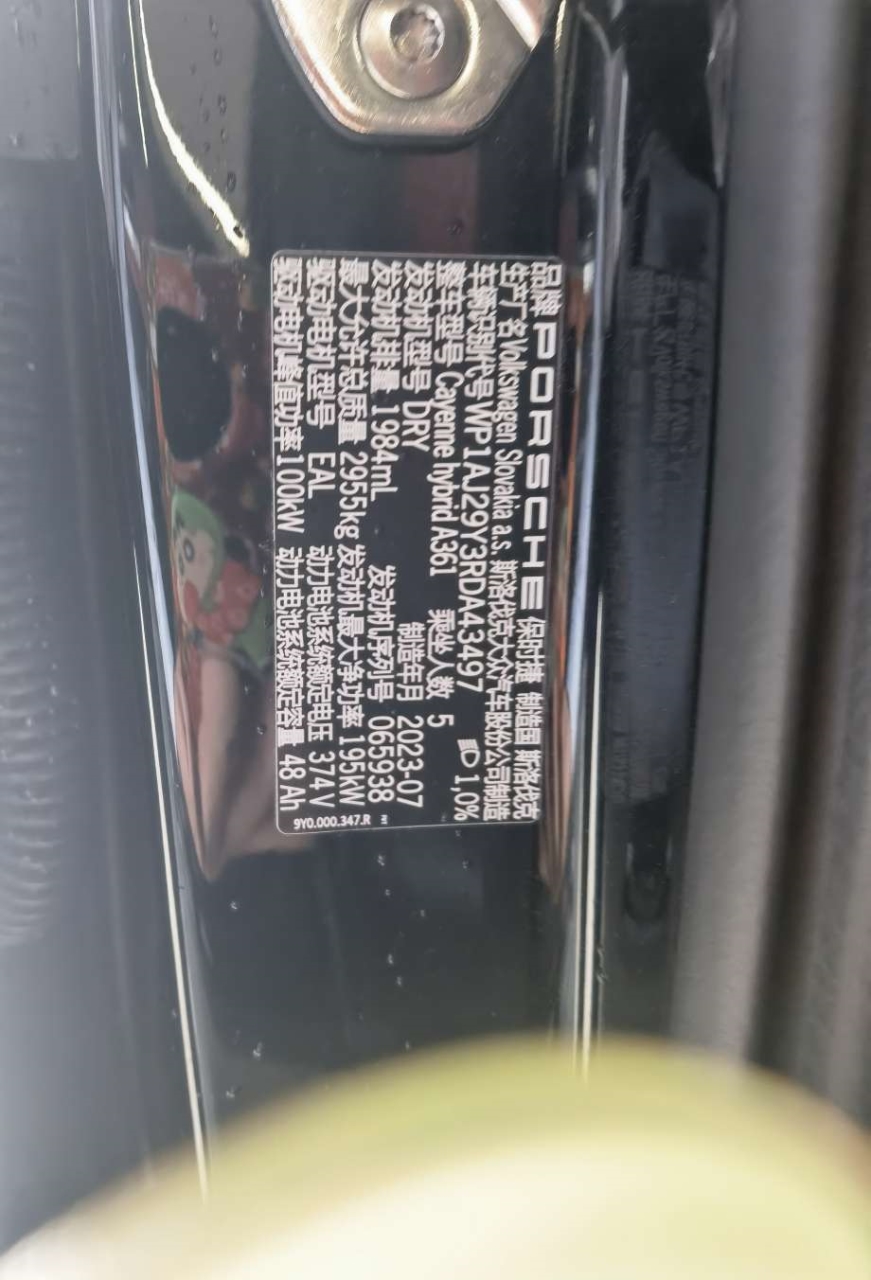 品牌 PORSCHE 保时捷 制造国 斯洛伐克
生产厂名 Volkswagen Slovakia a.s. 斯洛伐克大众汽车股份公司制造
车辆识别代号 WP1AJ29Y3RDA43497 1,0%
整车型号 Cayenne hybrid A361 乘坐人数 5
发动机型号 DRY 制造年月 2023-07
发动机排量 1984mL 发动机序列号 065938
最大允许总质量 2955kg 发动机最大净功率 195kW
驱动电机型号 EAL 动力电池系统额定电压 374V
驱动电机峰值功率 100kW 动力电池系统额定容量 48Ah
9Y0.000.347.R